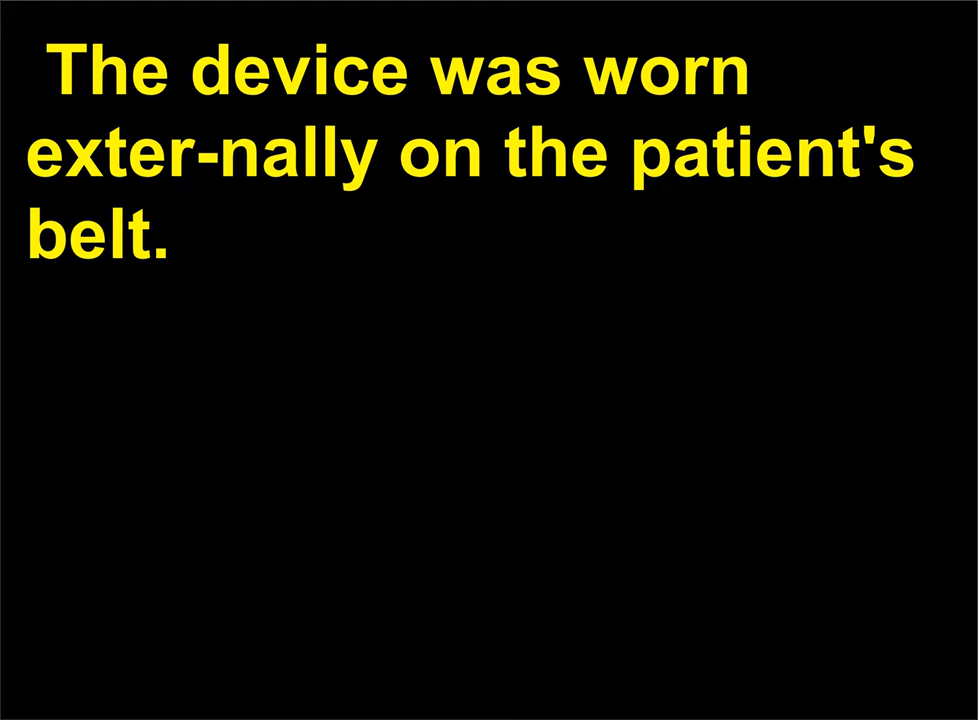 The device was worn
exter-nally on the patient's
belt.